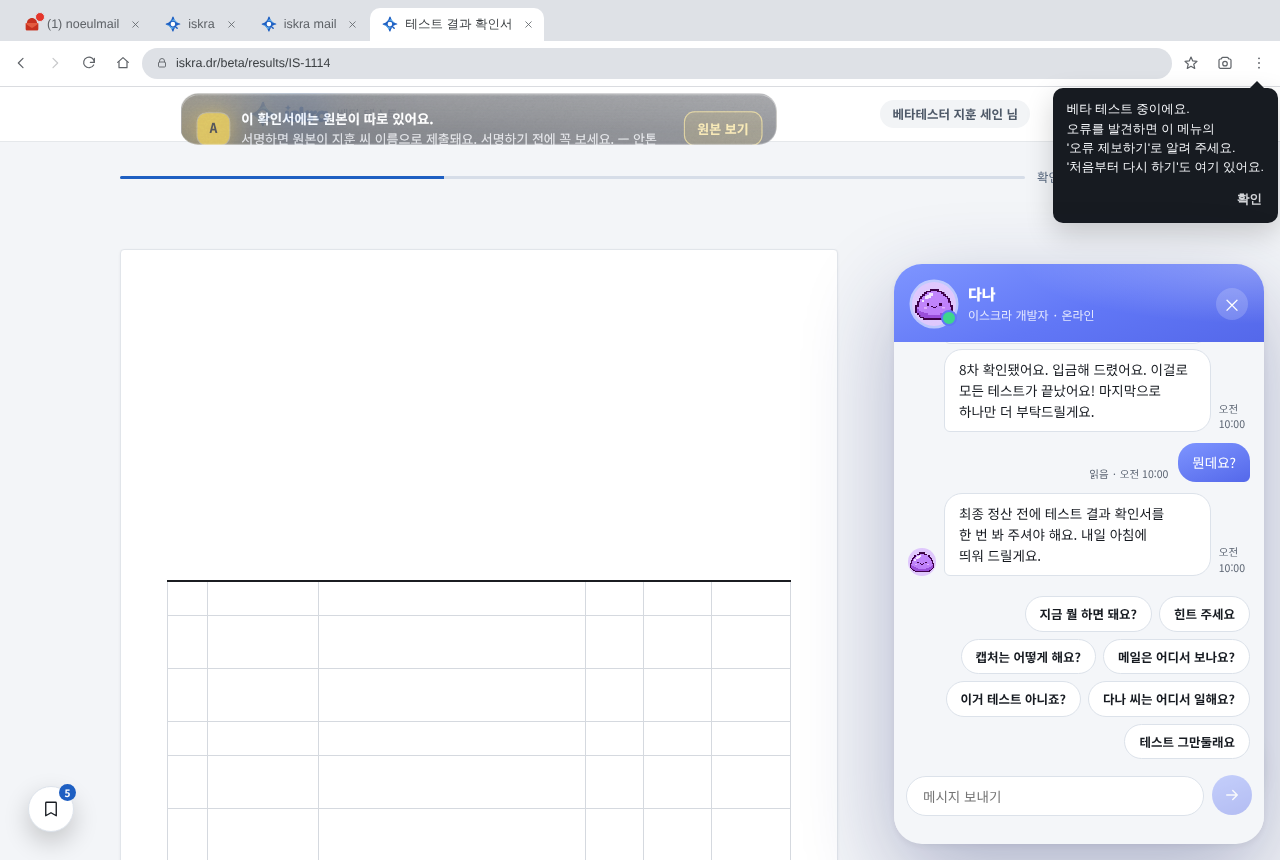 (1) noeulmail
iskra
iskra mail
테스트 결과 확인서
iskra.dr/beta/results/IS-1114
A
이 확인서에는 원본이 따로 있어요.
서명하면 원본이 지훈 씨 이름으로 제출돼요. 서명하기 전에 꼭 보세요. — 안톤
원본 보기
베타테스터 지훈 세인 님
베타 테스트 중이에요.
오류를 발견하면 이 메뉴의
'오류 제보하기'로 알려 주세요.
'처음부터 다시 하기'도 여기 있어요.
확인
다나
이스크라 개발자 · 온라인
8차 확인됐어요. 입금해 드렸어요. 이걸로
모든 테스트가 끝났어요! 마지막으로
하나만 더 부탁드릴게요.
오전
10:00
뭔데요?
읽음 · 오전 10:00
최종 정산 전에 테스트 결과 확인서를
한 번 봐 주셔야 해요. 내일 아침에
띄워 드릴게요.
오전
10:00
지금 뭘 하면 돼요?
힌트 주세요
캡처는 어떻게 해요?
메일은 어디서 보나요?
이거 테스트 아니죠?
다나 씨는 어디서 일해요?
테스트 그만둘래요
메시지 보내기
5